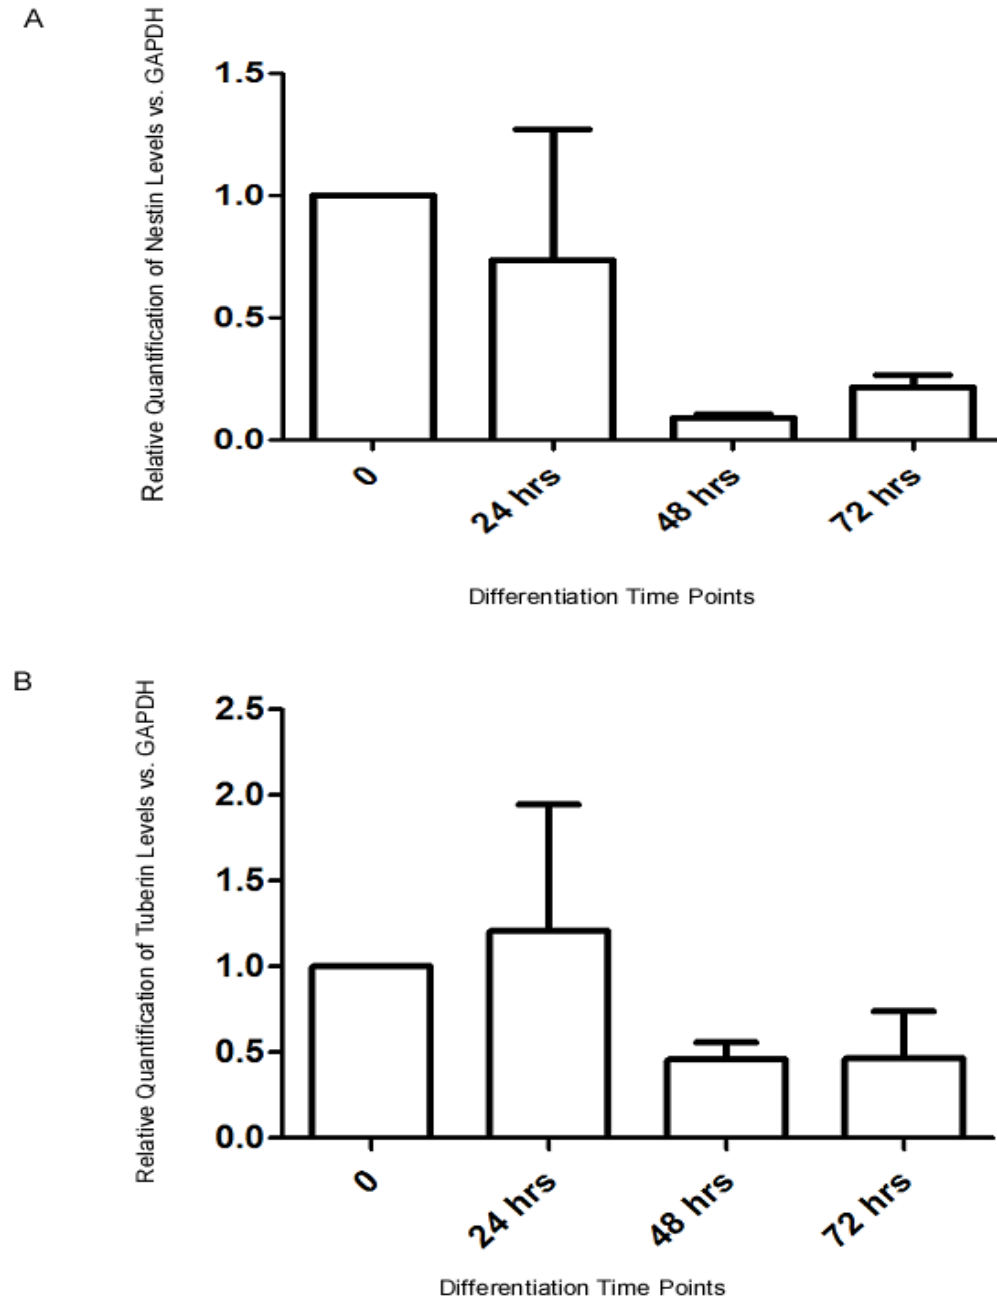 A
Relative Quantification of Nestin Levels vs. GAPDH
1.5
1.0
0.5
0.0
0
24 hrs
48 hrs
72 hrs
Differentiation Time Points
B
Relative Quantification of Tuberin Levels vs. GAPDH
2.5
2.0
1.5
1.0
0.5
0.0
0
24 hrs
48 hrs
72 hrs
Differentiation Time Points